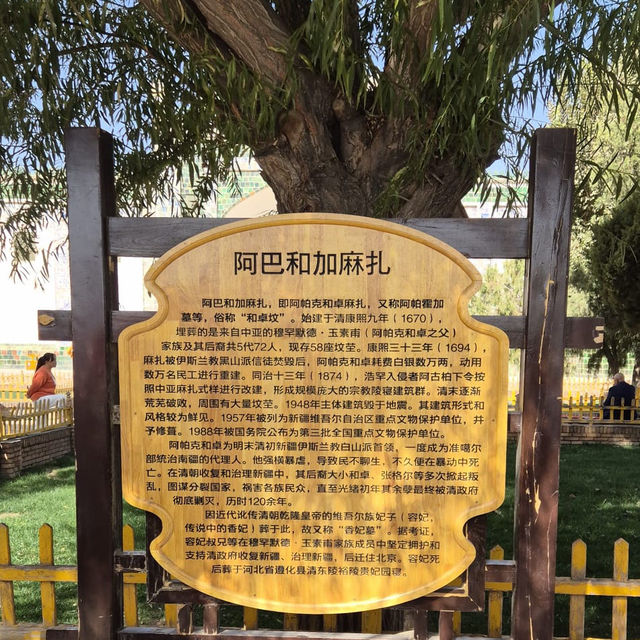 阿巴和加麻扎
阿巴和加麻扎，即阿帕克和卓麻扎，又称阿帕霍加
墓等，俗称“和卓坟”。始建于清康熙九年（1670），
埋葬的是来自中亚的穆罕默德·玉素甫（阿帕克和卓之父）
家族及其后裔共5代72人，现存58座坟茔。康熙三十三年（1694），
麻扎被伊斯兰教黑山派信徒焚毁后，阿帕克和卓耗费白银数万两，动用
数万名民工进行重建。同治十三年（1874），浩罕入侵者阿古柏下令按
照中亚麻扎式样进行改建，形成规模庞大的宗教陵寝建筑群。清末逐渐
荒芜破败，周围有大量坟茔。1948年主体建筑毁于地震。其建筑形式和
风格较为鲜见，1957年被列为新疆维吾尔自治区重点文物保护单位，并
予修葺。1988年被国务院公布为第三批全国重点文物保护单位。
阿帕克和卓为明末清初新疆伊斯兰教白山派首领，一度成为准噶尔
部统治南疆的代理人。他强横暴虐，导致民不聊生，不久便在暴动中死
亡。在清朝收复和治理新疆中，其后裔大小和卓、张格尔等多次掀起叛
乱，图谋分裂国家，祸害各族民众，直至光绪初年其余孽最终被清政府
彻底剿灭，历时120余年。
因近代讹传清朝乾隆皇帝的维吾尔族妃子（容妃，
传说中的香妃）葬于此，故又称“香妃墓”。据考证，
容妃叔兄等在穆罕默德·玉素甫家族成员中坚定拥护和
支持清政府收复新疆、治理新疆，后迁住北京。容妃死
后葬于河北省遵化县清东陵裕陵贵妃园寝。